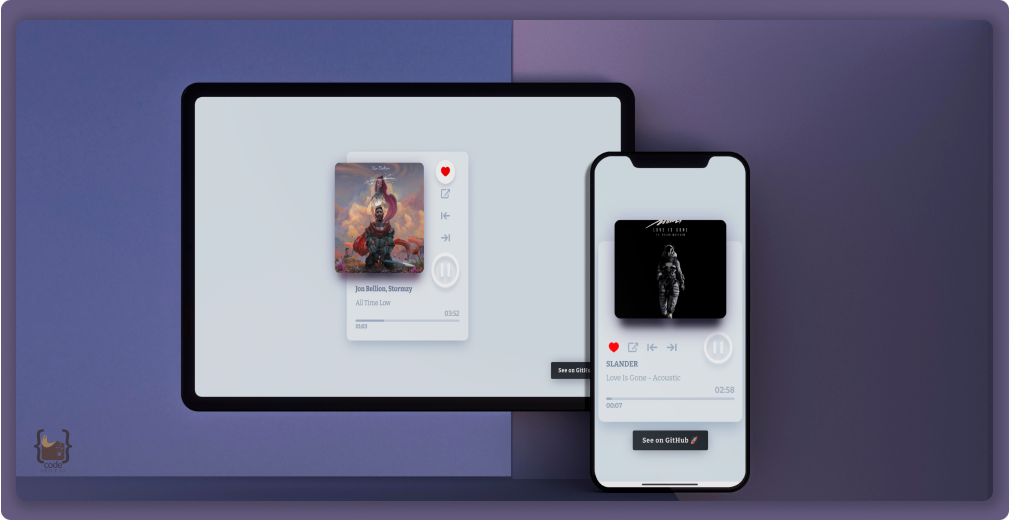 Jon Bellion, Stormzy
All Time Low
03:52
01:03
See on GitHu
LOVE IS GONE
SLANDER
Love Is Gone - Acoustic
02:58
00:07
See on GitHub 🚀
{code}